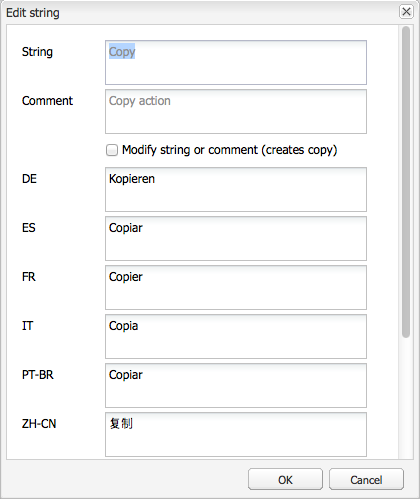 Edit string
String
Copy
Comment
Copy action
Modify string or comment (creates copy)
DE
Kopieren
ES
Copiar
FR
Copier
IT
Copia
PT-BR
Copiar
ZH-CN
复制
OK
Cancel